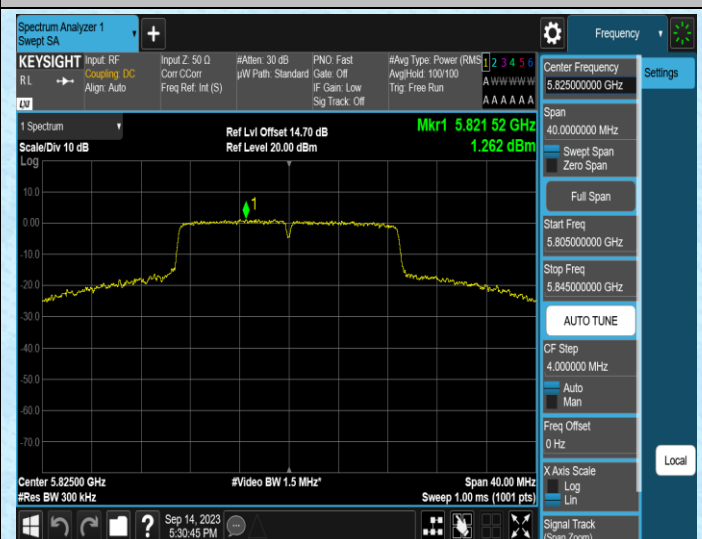 Spectrum Analyzer 1
Swept SA
Frequency
KEYSIGHT
RL
LXI
Input: RF
Coupling: DC
Align: Auto
Input Z: 50 Ω
Corr CCorr
Freq Ref: Int (S)
#Atten: 30 dB
µW Path: Standard
PNO: Fast
Gate: Off
IF Gain: Low
Sig Track: Off
#Avg Type: Power (RMS
Avg|Hold: 100/100
Trig: Free Run
1 2 3 4 5 6
A W W W W W
A A A A A A
1 Spectrum
Scale/Div 10 dB
Log
Ref Lvl Offset 14.70 dB
Ref Level 20.00 dBm
Mkr1 5.821 52 GHz
1.262 dBm
1
10.0
0.00
-10.0
-20.0
-30.0
-40.0
-50.0
-60.0
-70.0
Center 5.82500 GHz
#Res BW 300 kHz
#Video BW 1.5 MHz*
Span 40.00 MHz
Sweep 1.00 ms (1001 pts)
Sep 14, 2023
5:30:45 PM
Center Frequency
5.825000000 GHz
Span
40.0000000 MHz
Swept Span
Zero Span
Full Span
Start Freq
5.805000000 GHz
Stop Freq
5.845000000 GHz
AUTO TUNE
CF Step
4.000000 MHz
Auto
Man
Freq Offset
0 Hz
X Axis Scale
Log
Lin
Signal Track
(Span Zoom)
Settings
Local